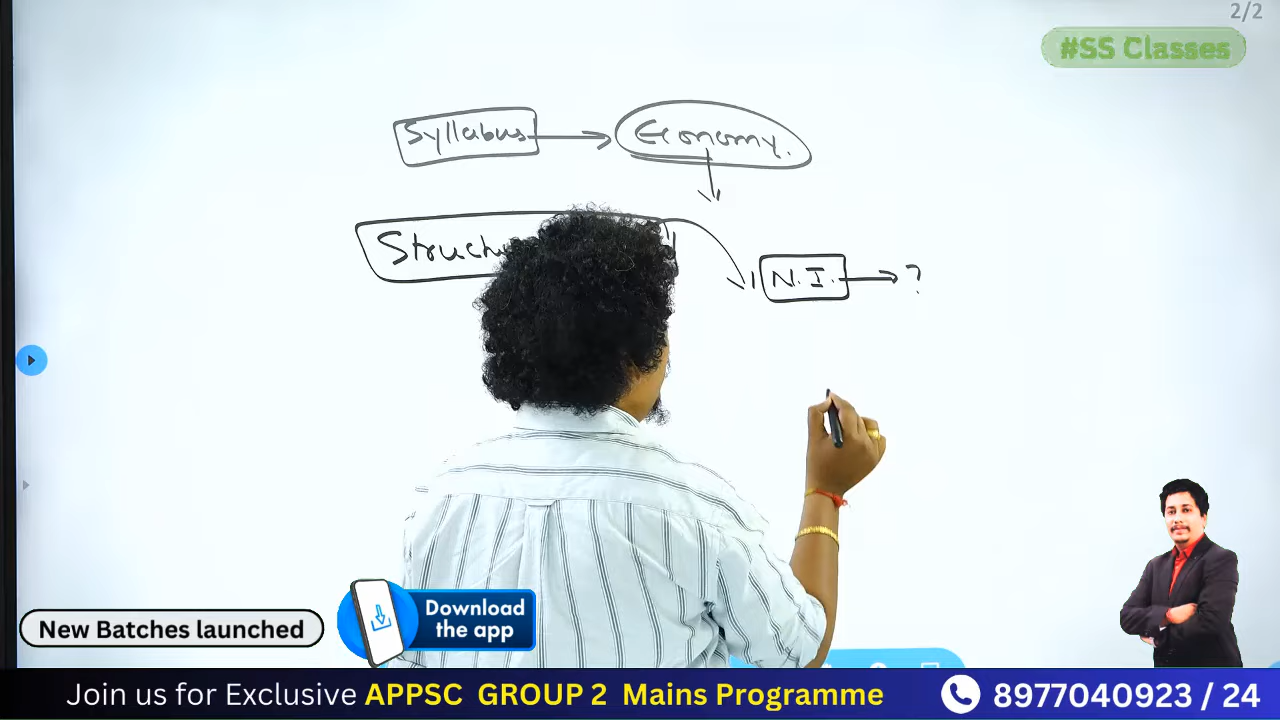 2/2
#SS Classes
Syllabus → Economy.
N.I. → ?
New Batches launched
Download
the app
Join us for Exclusive APPSC GROUP 2 Mains Programme
8977040923 / 24